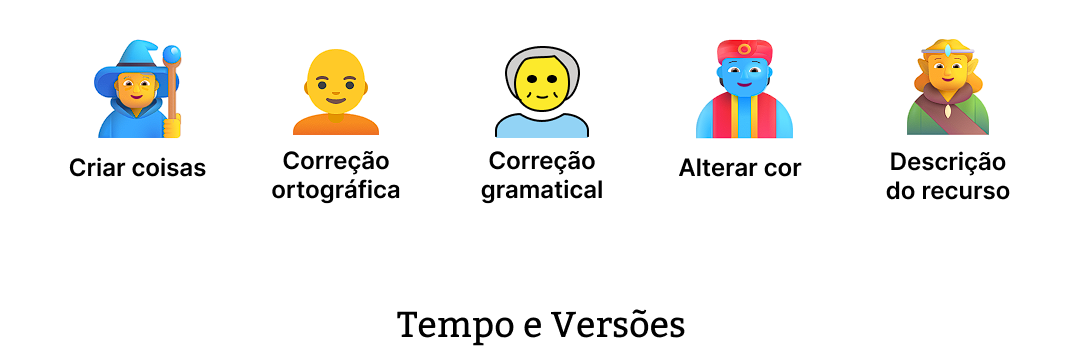 Criar coisas
Correção
ortográfica
Correção
gramatical
Alterar cor
Descrição
do recurso
Tempo e Versões